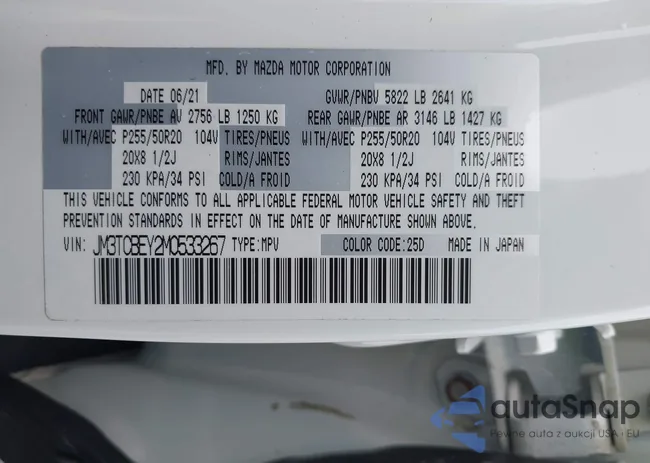 MFD. BY MAZDA MOTOR CORPORATION
DATE 06/21 GVWR/PNBV 5822 LB 2641 KG
FRONT GAWR/PNBE AV 2756 LB 1250 KG REAR GAWR/PNBE AR 3146 LB 1427 KG
WITH/AVEC P255/50R20 104V TIRES/PNEUS WITH/AVEC P255/50R20 104V TIRES/PNEUS
20X8 1/2J RIMS/JANTES 20X8 1/2J RIMS/JANTES
230 KPA/34 PSI COLD/A FROID 230 KPA/34 PSI COLD/A FROID
THIS VEHICLE CONFORMS TO ALL APPLICABLE FEDERAL MOTOR VEHICLE SAFETY AND THEFT
PREVENTION STANDARDS IN EFFECT ON THE DATE OF MANUFACTURE SHOWN ABOVE.
VIN: JM3TCBEY2M0533267 TYPE:MPV COLOR CODE:25D MADE IN JAPAN
autaSnap
Pewne auta z aukcji USA i EU